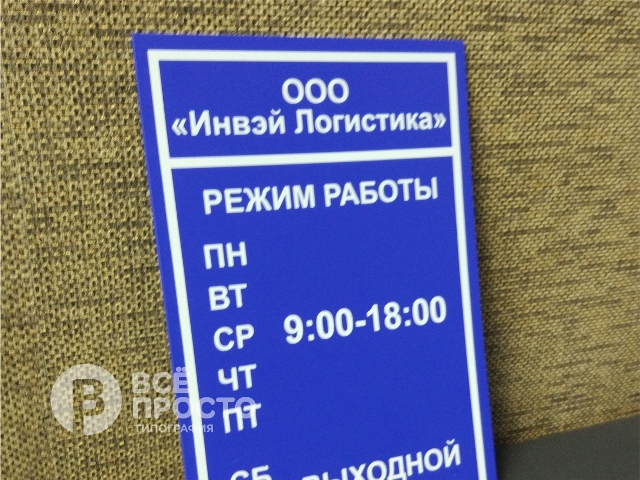 ООО
«Инвэй Логистика»
РЕЖИМ РАБОТЫ
ПН
ВТ
СР 9:00-18:00
ЧТ
ПТ
СБ ВЫХОДНОЙ
ВСЁ
ПРОСТО
ТИПОГРАФИЯ